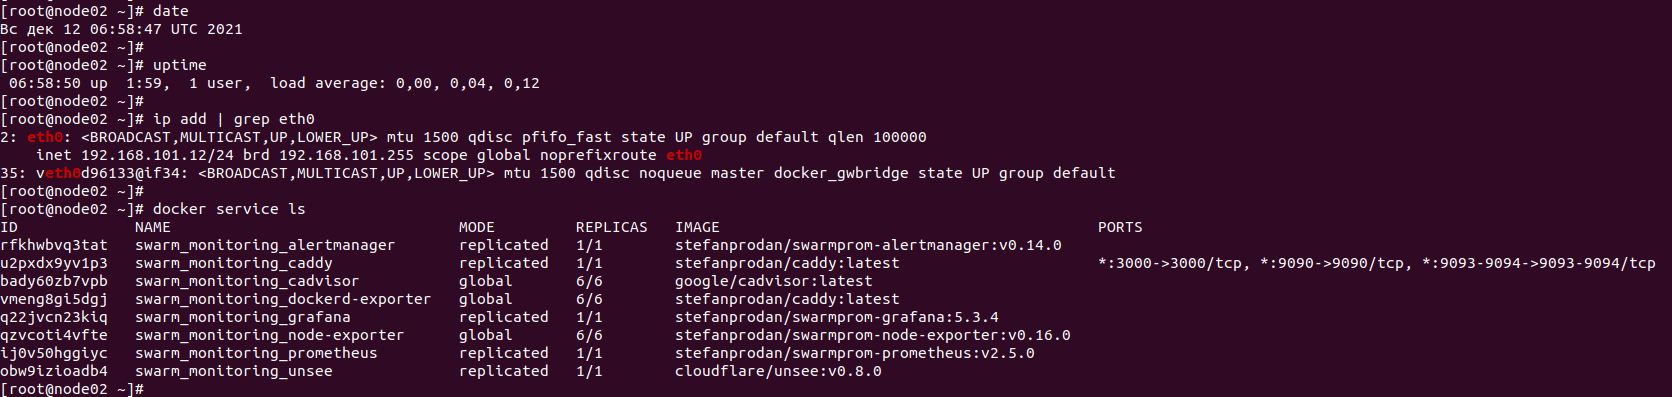 [root@node02 ~]# date
Вс дек 12 06:58:47 UTC 2021
[root@node02 ~]#
[root@node02 ~]# uptime
 06:58:50 up  1:59,  1 user,  load average: 0,00, 0,04, 0,12
[root@node02 ~]#
[root@node02 ~]# ip add | grep eth0
2: eth0: <BROADCAST,MULTICAST,UP,LOWER_UP> mtu 1500 qdisc pfifo_fast state UP group default qlen 100000
    inet 192.168.101.12/24 brd 192.168.101.255 scope global noprefixroute eth0
35: veth0d96133@if34: <BROADCAST,MULTICAST,UP,LOWER_UP> mtu 1500 qdisc noqueue master docker_gwbridge state UP group default
[root@node02 ~]#
[root@node02 ~]# docker service ls
ID             NAME                                MODE         REPLICAS   IMAGE                                          PORTS
rfkhwbvq3tat   swarm_monitoring_alertmanager       replicated   1/1        stefanprodan/swarmprom-alertmanager:v0.14.0
u2pxdx9yv1p3   swarm_monitoring_caddy              replicated   1/1        stefanprodan/caddy:latest                      *:3000->3000/tcp, *:9090->9090/tcp, *:9093-9094->9093-9094/tcp
bady60zb7vpb   swarm_monitoring_cadvisor           global       6/6        google/cadvisor:latest
vmeng8gi5dgj   swarm_monitoring_dockerd-exporter   global       6/6        stefanprodan/caddy:latest
q22jvcn23kiq   swarm_monitoring_grafana            replicated   1/1        stefanprodan/swarmprom-grafana:5.3.4
qzvcoti4vfte   swarm_monitoring_node-exporter      global       6/6        stefanprodan/swarmprom-node-exporter:v0.16.0
ij0v50hggiyc   swarm_monitoring_prometheus         replicated   1/1        stefanprodan/swarmprom-prometheus:v2.5.0
obw9izioadb4   swarm_monitoring_unsee              replicated   1/1        cloudflare/unsee:v0.8.0
[root@node02 ~]#